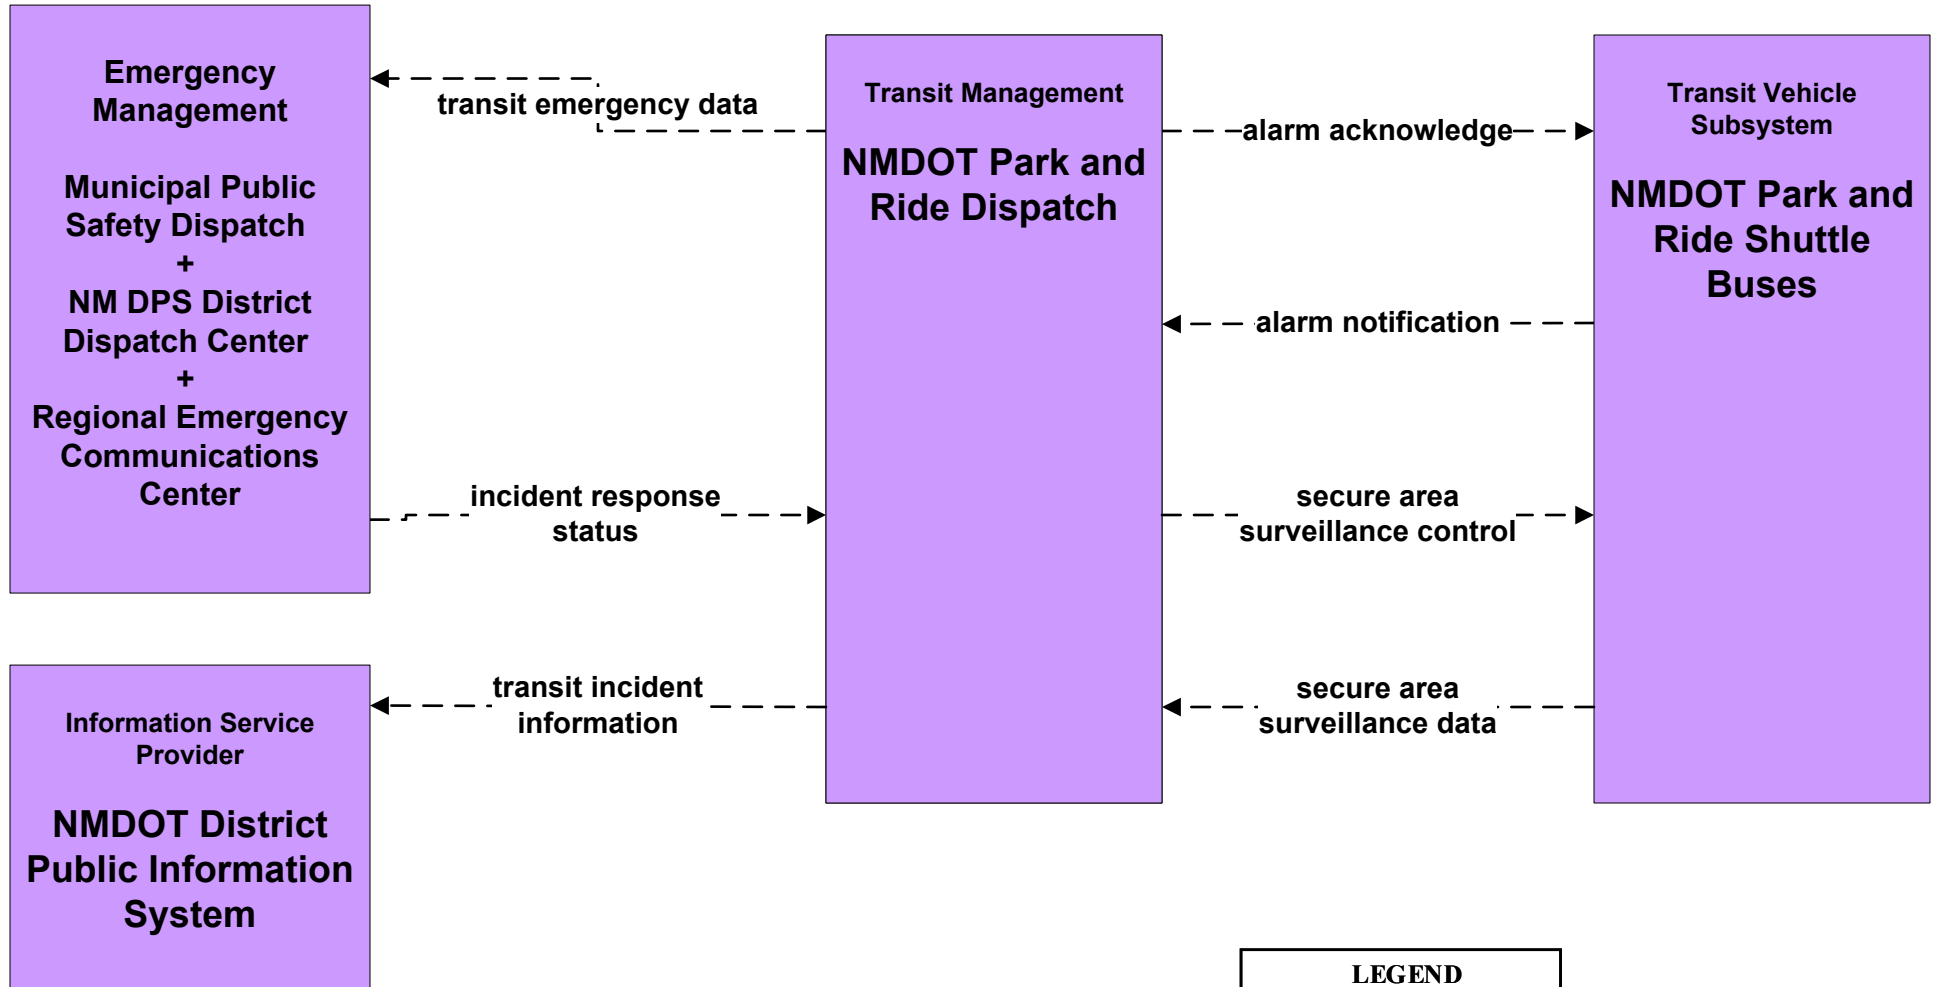 Emergency
Management
Municipal Public
Safety Dispatch
+
NM DPS District
Dispatch Center
+
Regional Emergency
Communications
Center
transit emergency data
incident response
status
Transit Management
NMDOT Park and
Ride Dispatch
alarm acknowledge
alarm notification
secure area
surveillance control
secure area
surveillance data
Transit Vehicle
Subsystem
NMDOT Park and
Ride Shuttle
Buses
transit incident
information
Information Service
Provider
NMDOT District
Public Information
System
LEGEND